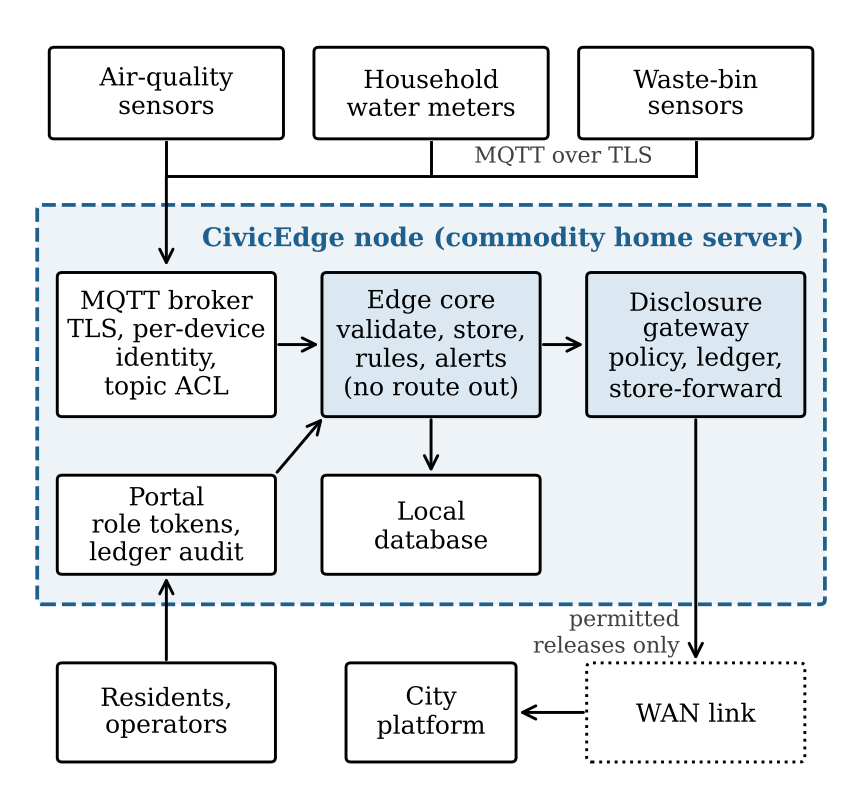 Air-quality
sensors
Household
water meters
Waste-bin
sensors
MQTT over TLS
CivicEdge node (commodity home server)
MQTT broker
TLS, per-device
identity,
topic ACL
Edge core
validate, store,
rules, alerts
(no route out)
Disclosure
gateway
policy, ledger,
store-forward
Portal
role tokens,
ledger audit
Local
database
permitted
releases only
Residents,
operators
City
platform
WAN link